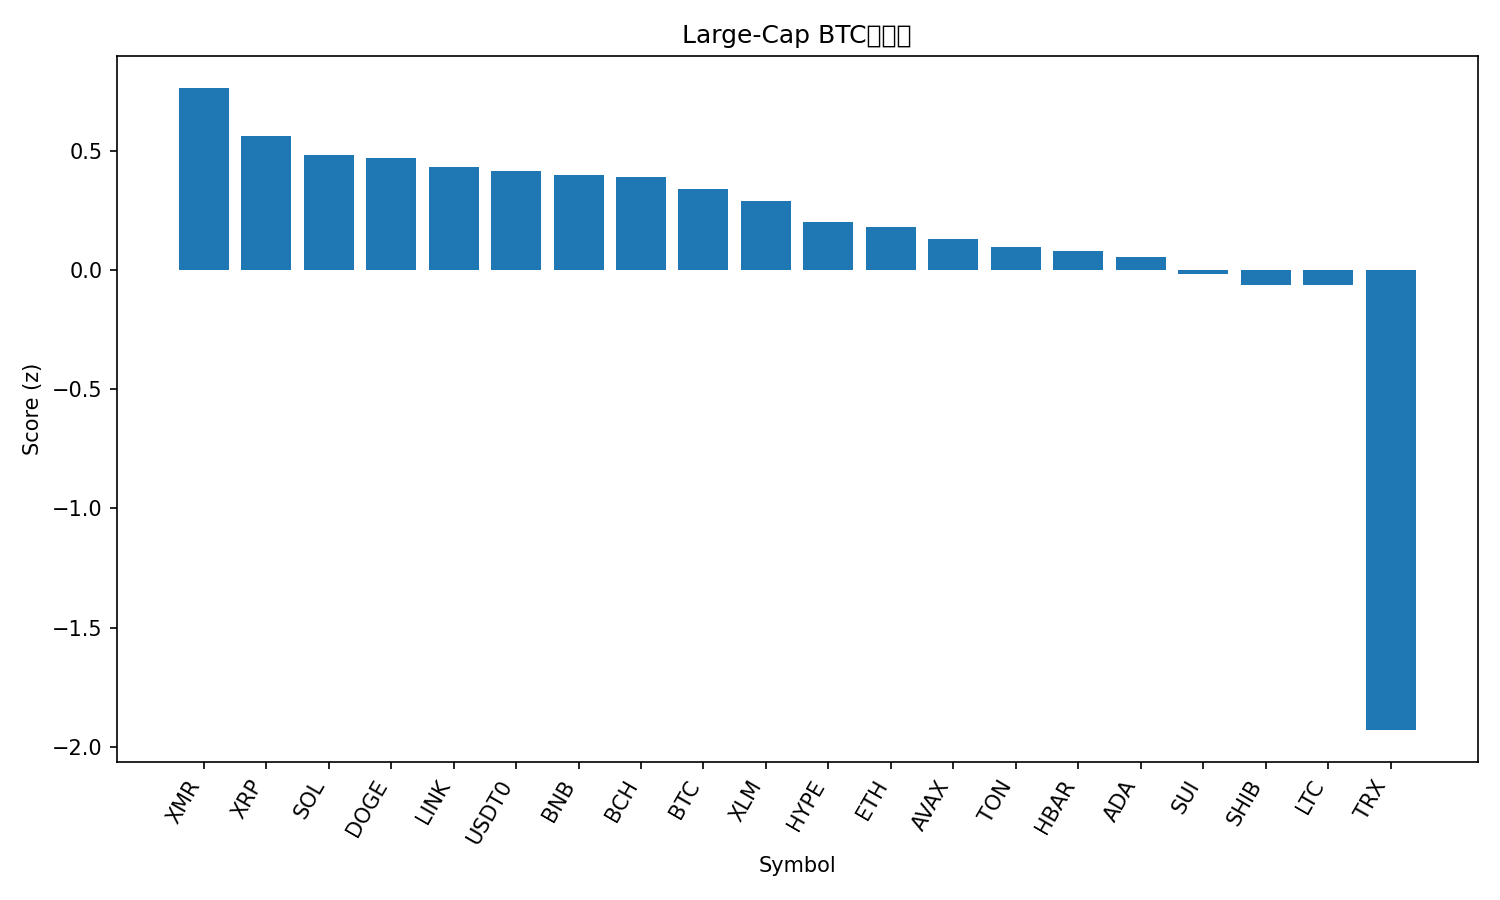 Large-Cap BTC
Score (z)
0.5
0.0
−0.5
−1.0
−1.5
−2.0
XMR
XRP
SOL
DOGE
LINK
USDT0
BNB
BCH
BTC
XLM
HYPE
ETH
AVAX
TON
HBAR
ADA
SUI
SHIB
LTC
TRX
Symbol